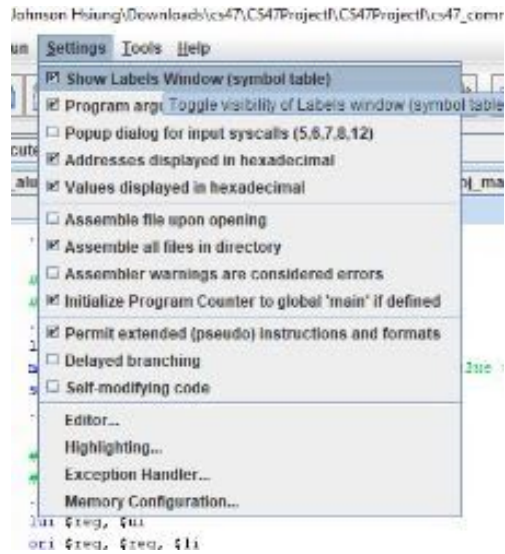 Johnson Hsiung\Downloads\cs47\CS47ProjectI\CS47ProjectI\cs47_comm
un Settings Tools Help
Show Labels Window (symbol table)
Program argu Toggle visibility of Labels window (symbol table
Popup dialog for input syscalls (5,6,7,8,12)
cute
Addresses displayed in hexadecimal
_alu
Values displayed in hexadecimal
oj_ma
Assemble file upon opening
Assemble all files in directory
Assembler warnings are considered errors
Initialize Program Counter to global 'main' if defined
Permit extended (pseudo) instructions and formats
Delayed branching
Self-modifying code
Editor...
Highlighting...
Exception Handler...
Memory Configuration...
lui $reg, $ui
ori $reg, $reg, $li